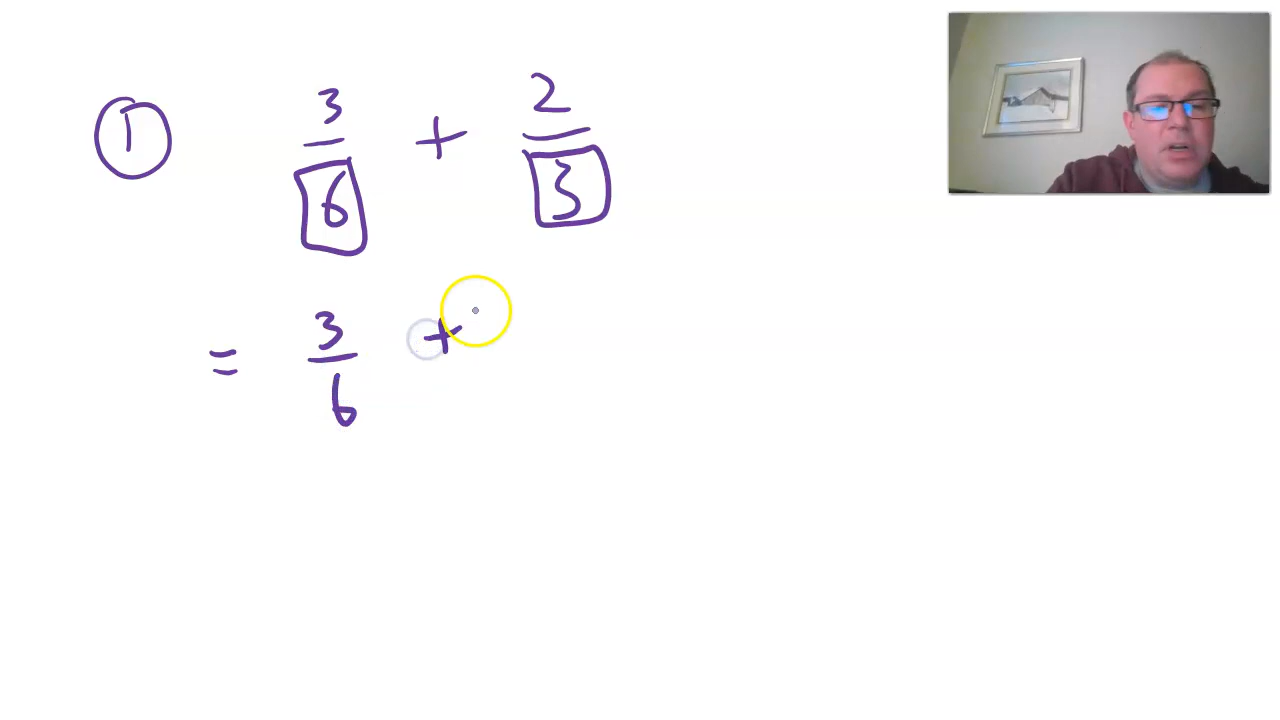 ① 3/6 + 2/3
= 3/6 +